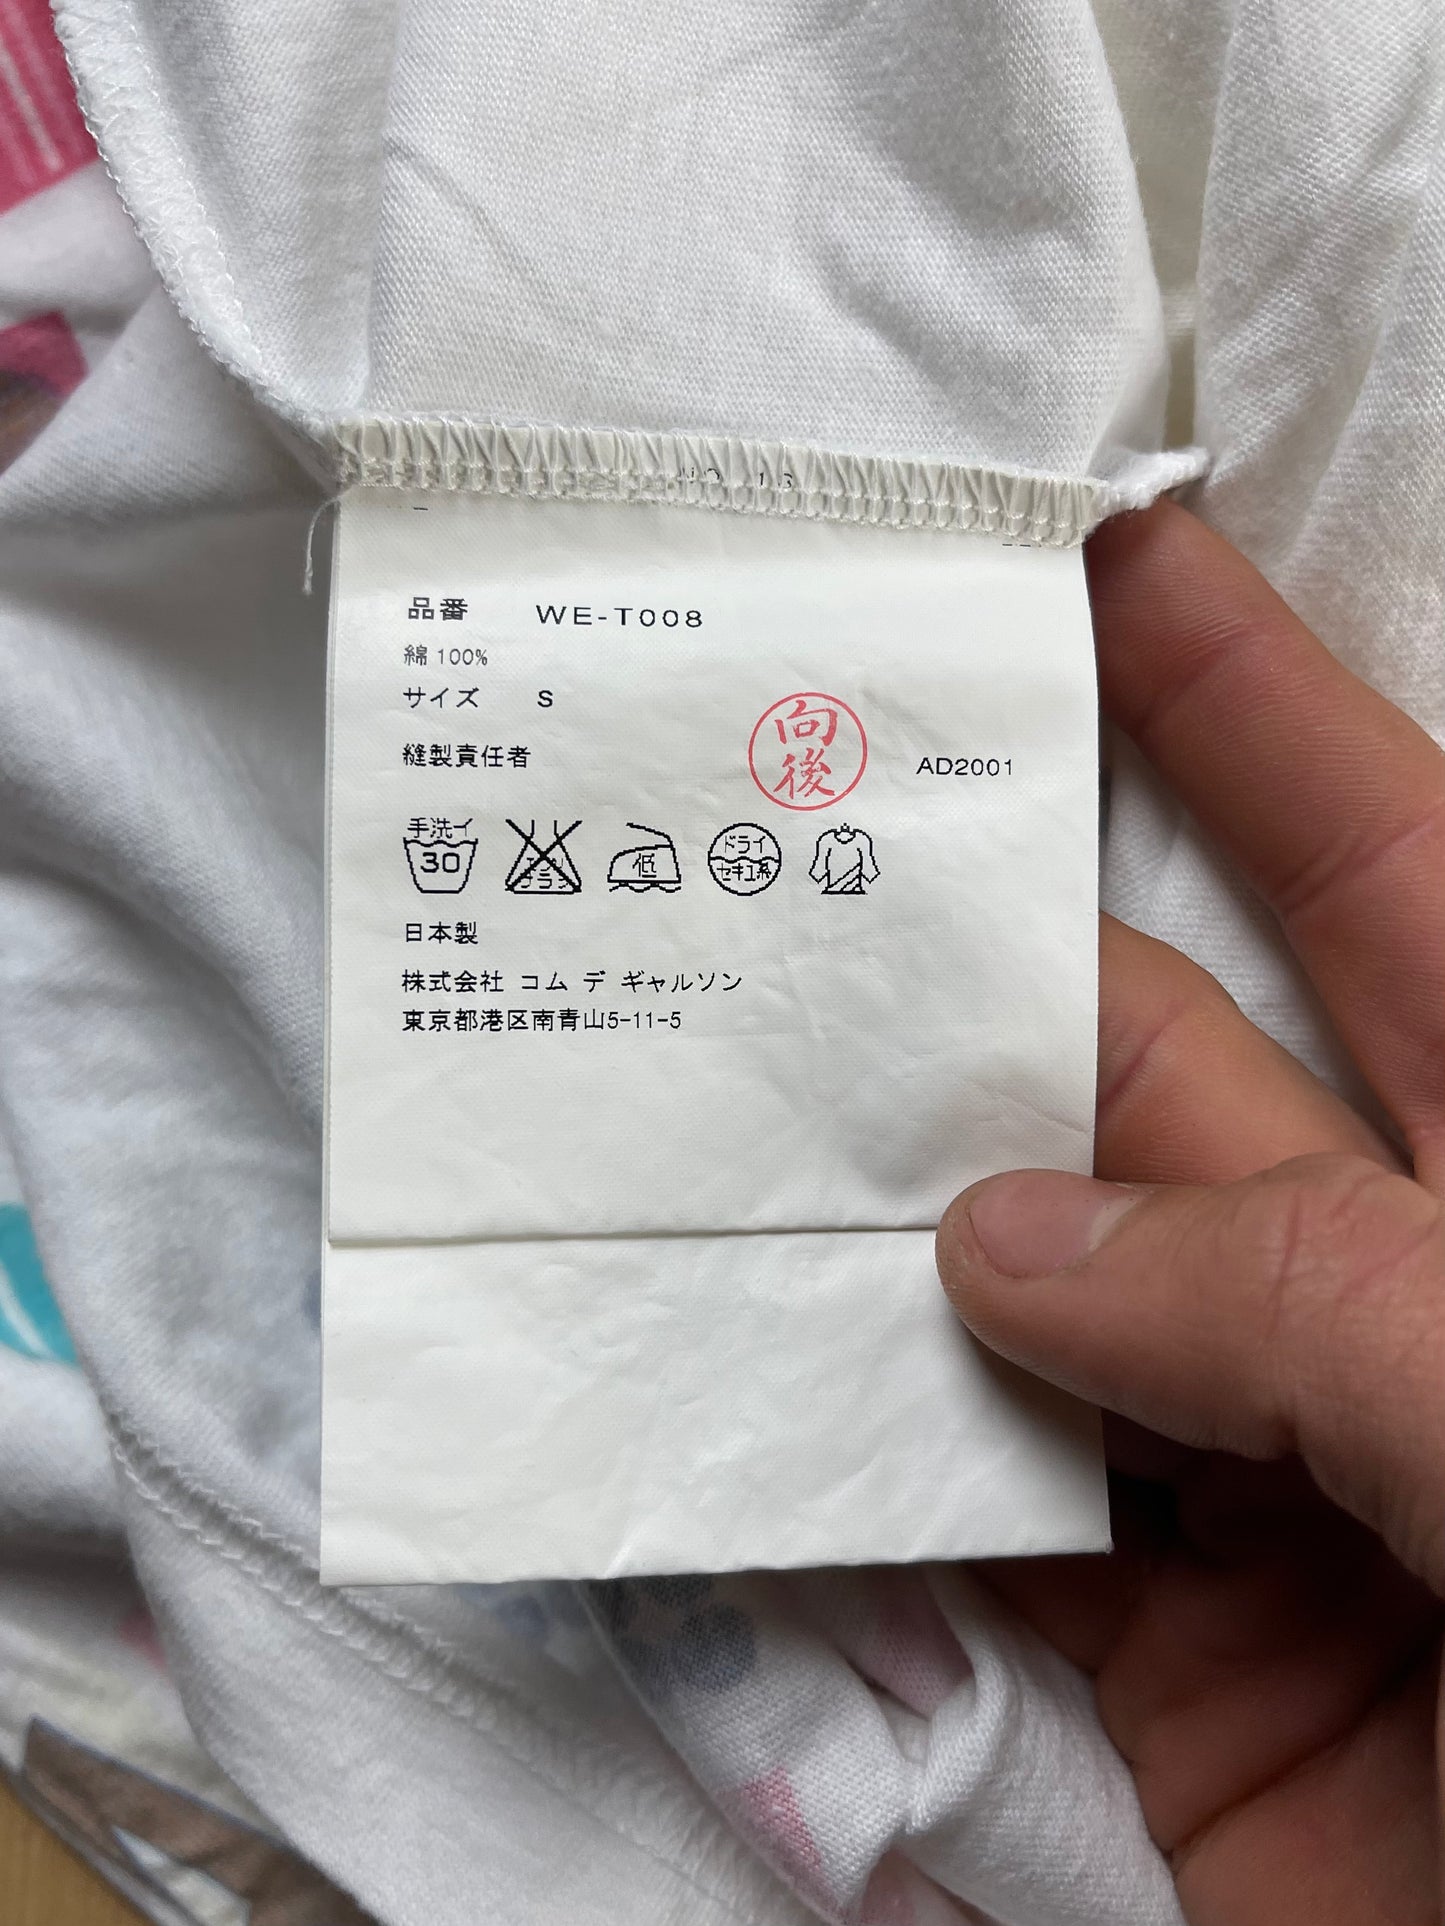 品番 WE-T008
綿 100%
サイズ S
縫製責任者 向後 AD2001
手洗イ 30 低 ドライ セキユ系
日本製
株式会社 コム デ ギャルソン
東京都港区南青山5-11-5